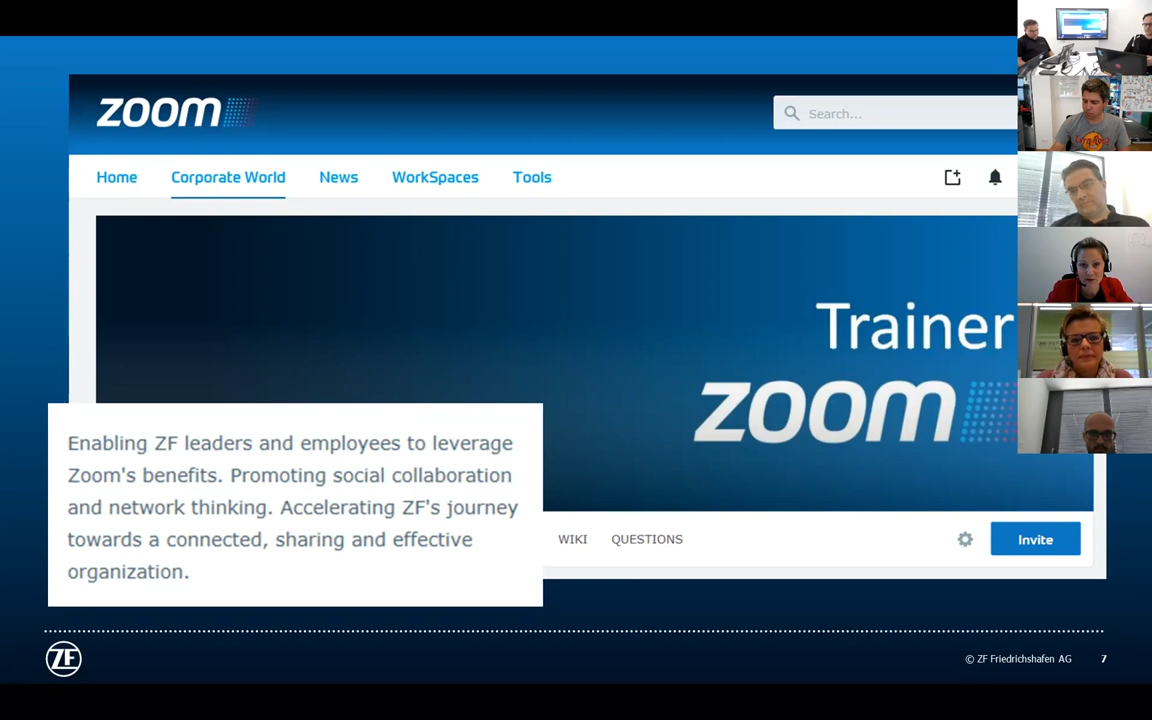 zoom
Search...
Home Corporate World News WorkSpaces Tools
Trainer
zoom
Enabling ZF leaders and employees to leverage
Zoom's benefits. Promoting social collaboration
and network thinking. Accelerating ZF's journey
towards a connected, sharing and effective
organization.
WIKI QUESTIONS
Invite
ZF
© ZF Friedrichshafen AG 7